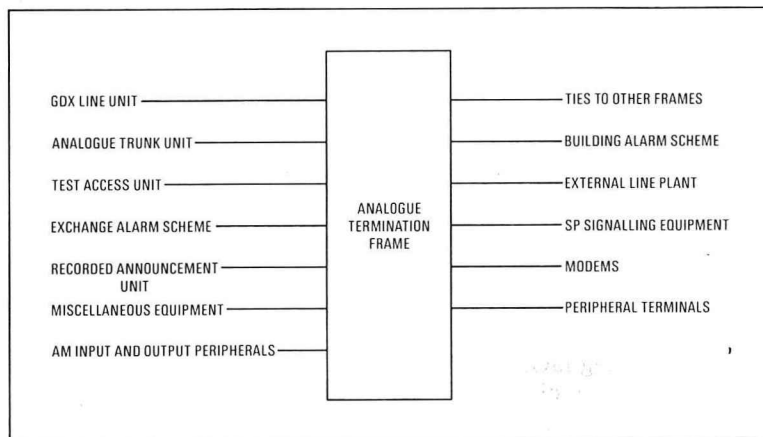 GDX LINE UNIT
ANALOGUE TRUNK UNIT
TEST ACCESS UNIT
EXCHANGE ALARM SCHEME
RECORDED ANNOUNCEMENT
UNIT
MISCELLANEOUS EQUIPMENT
AM INPUT AND OUTPUT PERIPHERALS
ANALOGUE
TERMINATION
FRAME
TIES TO OTHER FRAMES
BUILDING ALARM SCHEME
EXTERNAL LINE PLANT
SP SIGNALLING EQUIPMENT
MODEMS
PERIPHERAL TERMINALS